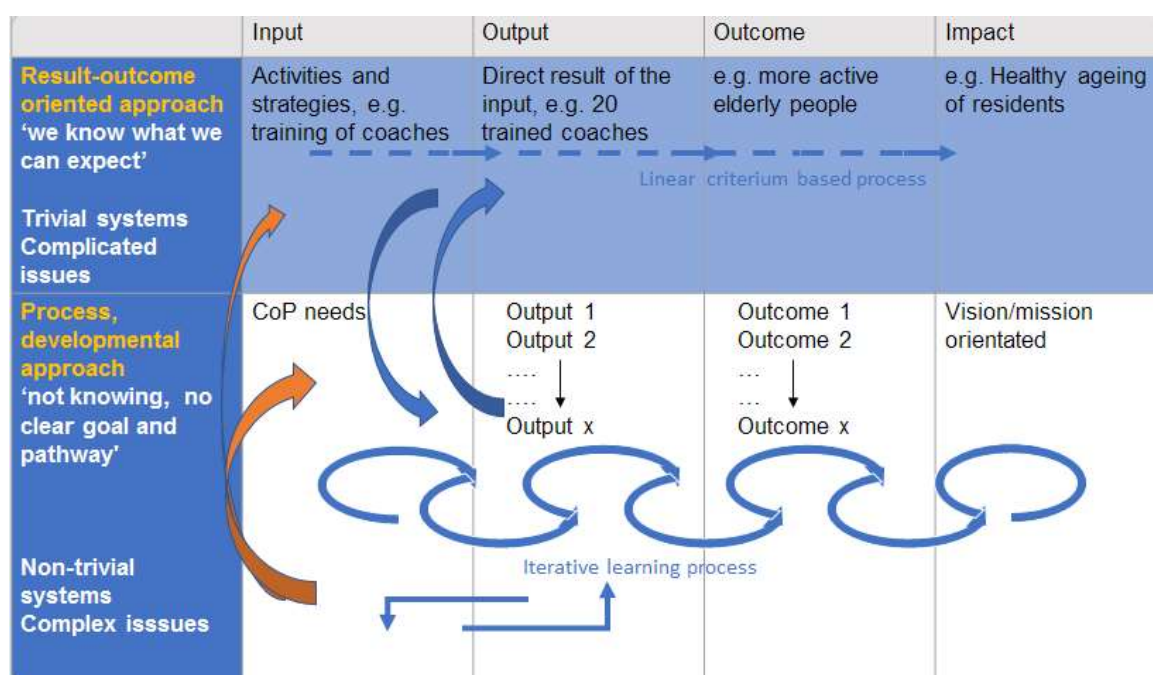 Input
Output
Outcome
Impact
Result-outcome
oriented approach
‘we know what we
can expect’
Trivial systems
Complicated
issues
Activities and
strategies, e.g.
training of coaches
Direct result of the
input, e.g. 20
trained coaches
e.g. more active
elderly people
e.g. Healthy ageing
of residents
Linear criterium based process
Process,
developmental
approach
‘not knowing, no
clear goal and
pathway'
Non-trivial
systems
Complex isssues
CoP needs
Output 1
Output 2
....
....
Output x
Outcome 1
Outcome 2
...
...
Outcome x
Vision/mission
orientated
Iterative learning process